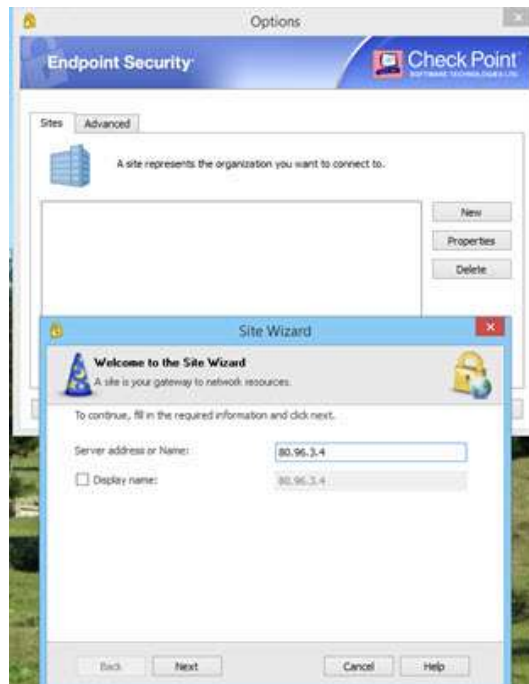 Options
Endpoint Security
Check Point
SOFTWARE TECHNOLOGIES LTD.
Sites Advanced
A site represents the organization you want to connect to.
New
Properties
Delete
Site Wizard
Welcome to the Site Wizard
A site is your gateway to network resources.
To continue, fill in the required information and click next.
Server address or Name: 80.96.3.4
Display name: 80.96.3.4
Back Next Cancel Help